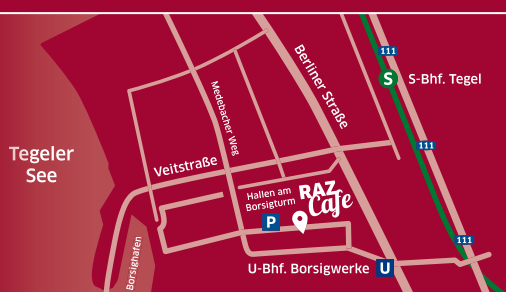 111
S S-Bhf. Tegel
Berliner Straße
Medebacher Weg
111
Tegeler
See
Veitstraße
Hallen am
Borsigturm
RAZ
Café
P
Borsighafen
111
U-Bhf. Borsigwerke U